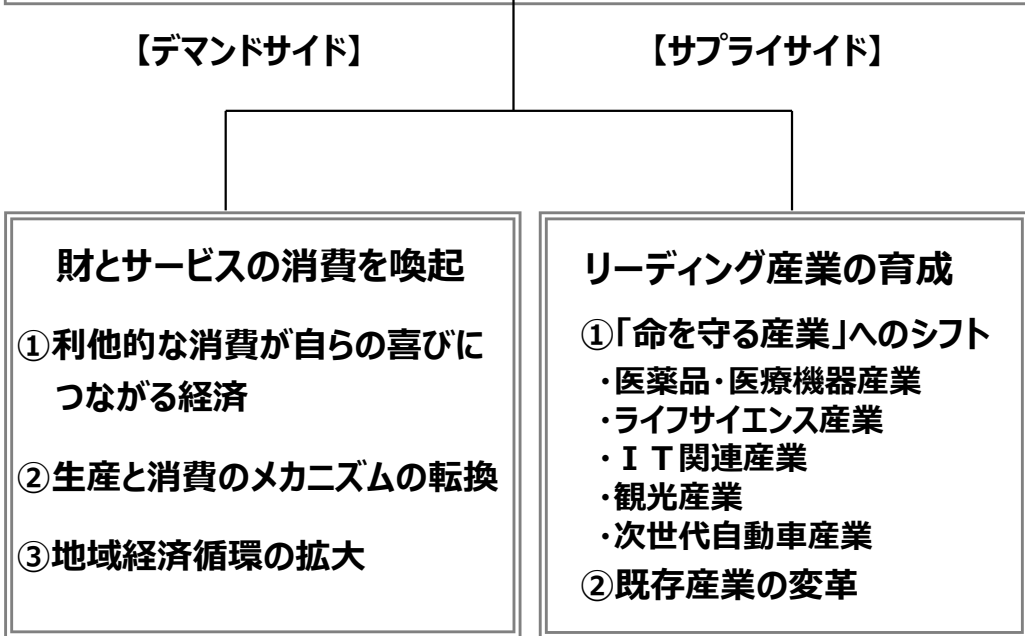 【デマンドサイド】
【サプライサイド】
財とサービスの消費を喚起
①利他的な消費が自らの喜びに
つながる経済
②生産と消費のメカニズムの転換
③地域経済循環の拡大
リーディング産業の育成
①「命を守る産業」へのシフト
・医薬品・医療機器産業
・ライフサイエンス産業
・ＩＴ関連産業
・観光産業
・次世代自動車産業
②既存産業の変革